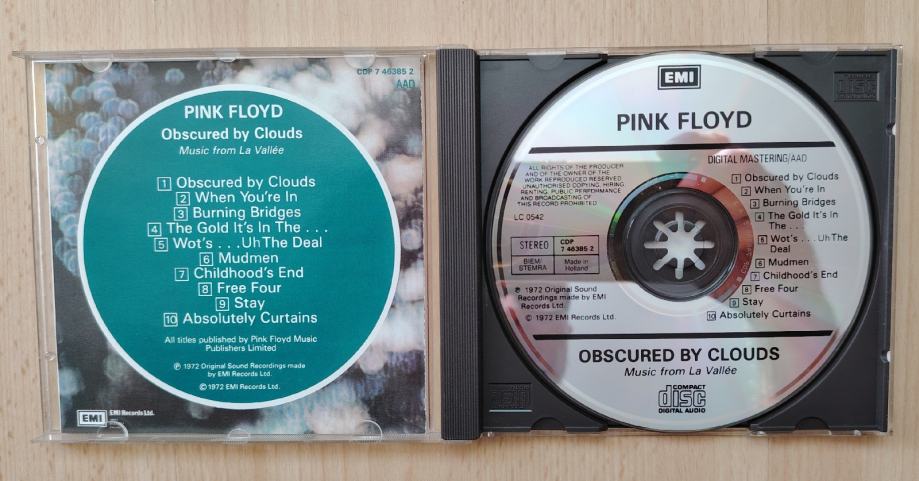 CDP 7 46385 2
AAD
PINK FLOYD
Obscured by Clouds
Music from La Vallée
1 Obscured by Clouds
2 When You're In
3 Burning Bridges
4 The Gold It's In The . . .
5 Wot's . . . Uh The Deal
6 Mudmen
7 Childhood's End
8 Free Four
9 Stay
10 Absolutely Curtains
All titles published by Pink Floyd Music
Publishers Limited
℗ 1972 Original Sound Recordings made
by EMI Records Ltd.
© 1972 EMI Records Ltd.
EMI EMI Records Ltd.
EMI
PINK FLOYD
DIGITAL MASTERING/AAD
ALL RIGHTS OF THE PRODUCER
AND OF THE OWNER OF THE
WORK REPRODUCED RESERVED
UNAUTHORISED COPYING, HIRING
RENTING, PUBLIC PERFORMANCE
AND BROADCASTING OF
THIS RECORD PROHIBITED
LC 0542
STEREO
CDP
7 46385 2
BIEM/
STEMRA
Made in
Holland
℗ 1972 Original Sound
Recordings made by EMI
Records Ltd.
© 1972 EMI Records Ltd.
1 Obscured by Clouds
2 When You're In
3 Burning Bridges
4 The Gold It's In
The . . .
5 Wot's . . . Uh The
Deal
6 Mudmen
7 Childhood's End
8 Free Four
9 Stay
10 Absolutely Curtains
OBSCURED BY CLOUDS
Music from La Vallée
COMPACT
disc
DIGITAL AUDIO